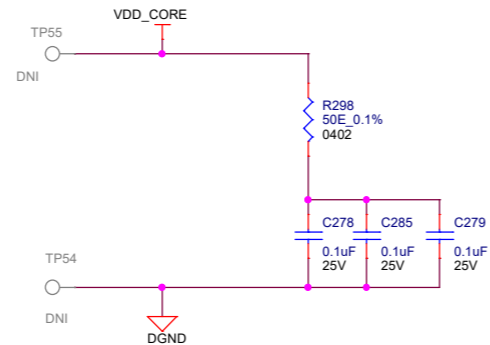 VDD_CORE
TP55
DNI
R298
50E_0.1%
0402
C278
0.1uF
25V
C285
0.1uF
25V
C279
0.1uF
25V
TP54
DNI
DGND